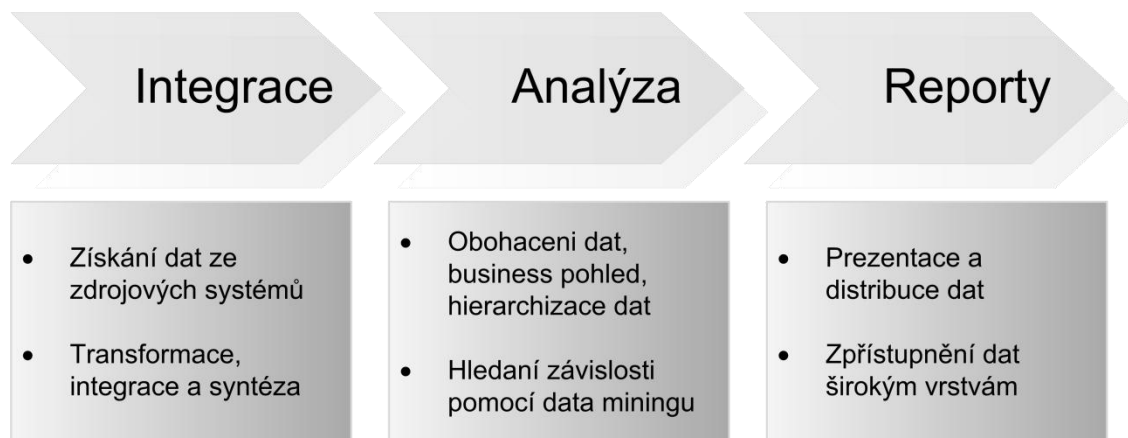 Integrace
Analýza
Reporty
• Získání dat ze
zdrojových systémů
• Transformace,
integrace a syntéza
• Obohaceni dat,
business pohled,
hierarchizace dat
• Hledaní závislosti
pomocí data miningu
• Prezentace a
distribuce dat
• Zpřístupnění dat
širokým vrstvám